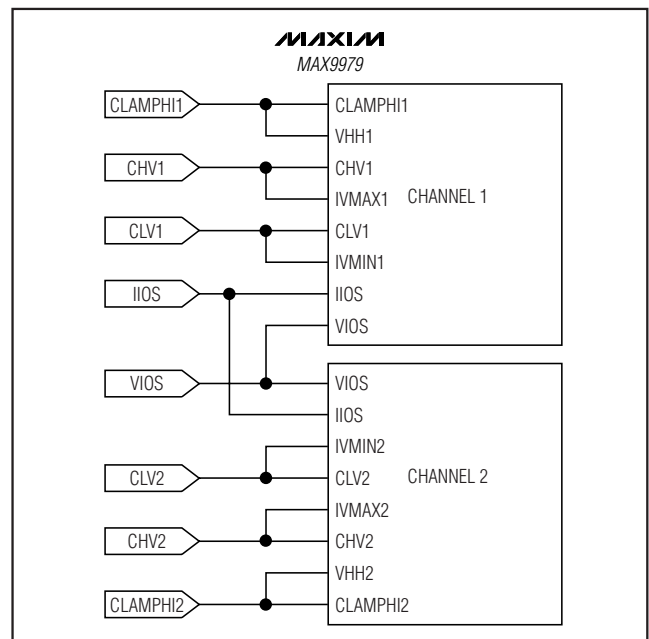 MAXIM
MAX9979
CLAMPHI1
CHV1
CLV1
IIOS
VIOS
CLV2
CHV2
CLAMPHI2
CLAMPHI1
VHH1
CHV1
IVMAX1
CLV1
IVMIN1
IIOS
VIOS
CHANNEL 1
VIOS
IIOS
IVMIN2
CLV2
IVMAX2
CHV2
VHH2
CLAMPHI2
CHANNEL 2